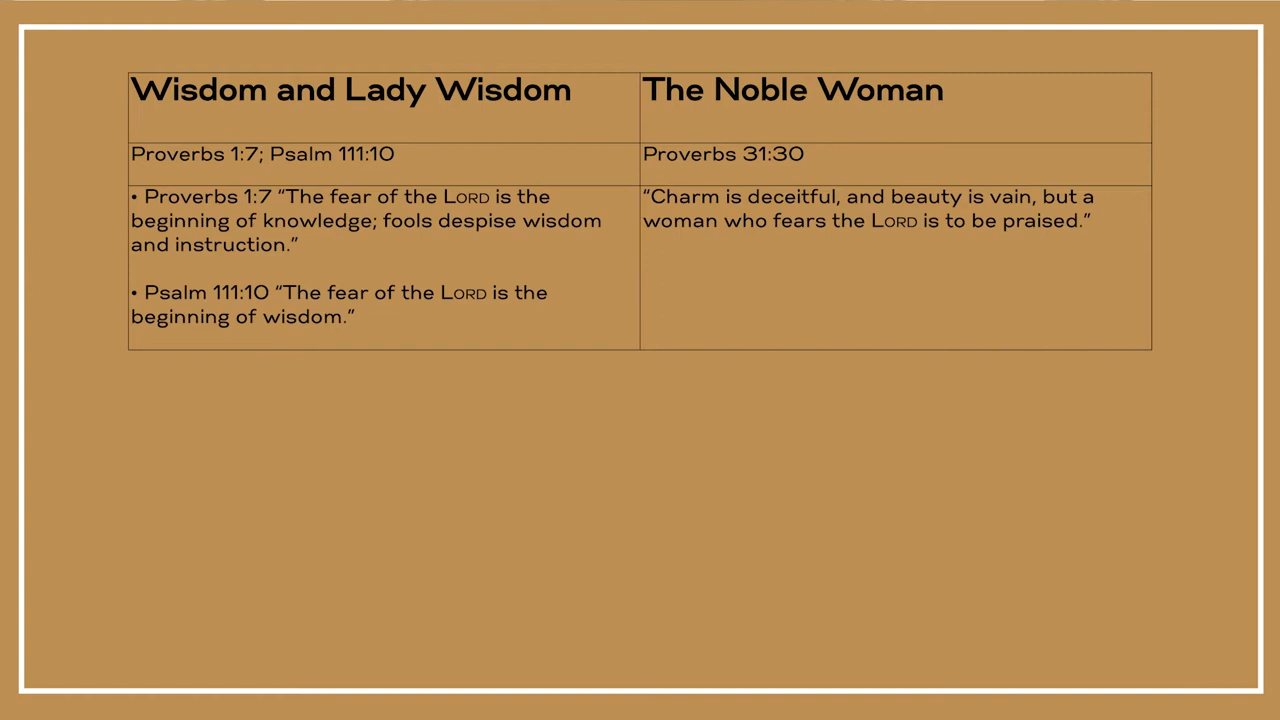 Wisdom and Lady Wisdom
The Noble Woman
Proverbs 1:7; Psalm 111:10
Proverbs 31:30
• Proverbs 1:7 “The fear of the LORD is the
beginning of knowledge; fools despise wisdom
and instruction.”
• Psalm 111:10 “The fear of the LORD is the
beginning of wisdom.”
“Charm is deceitful, and beauty is vain, but a
woman who fears the LORD is to be praised.”